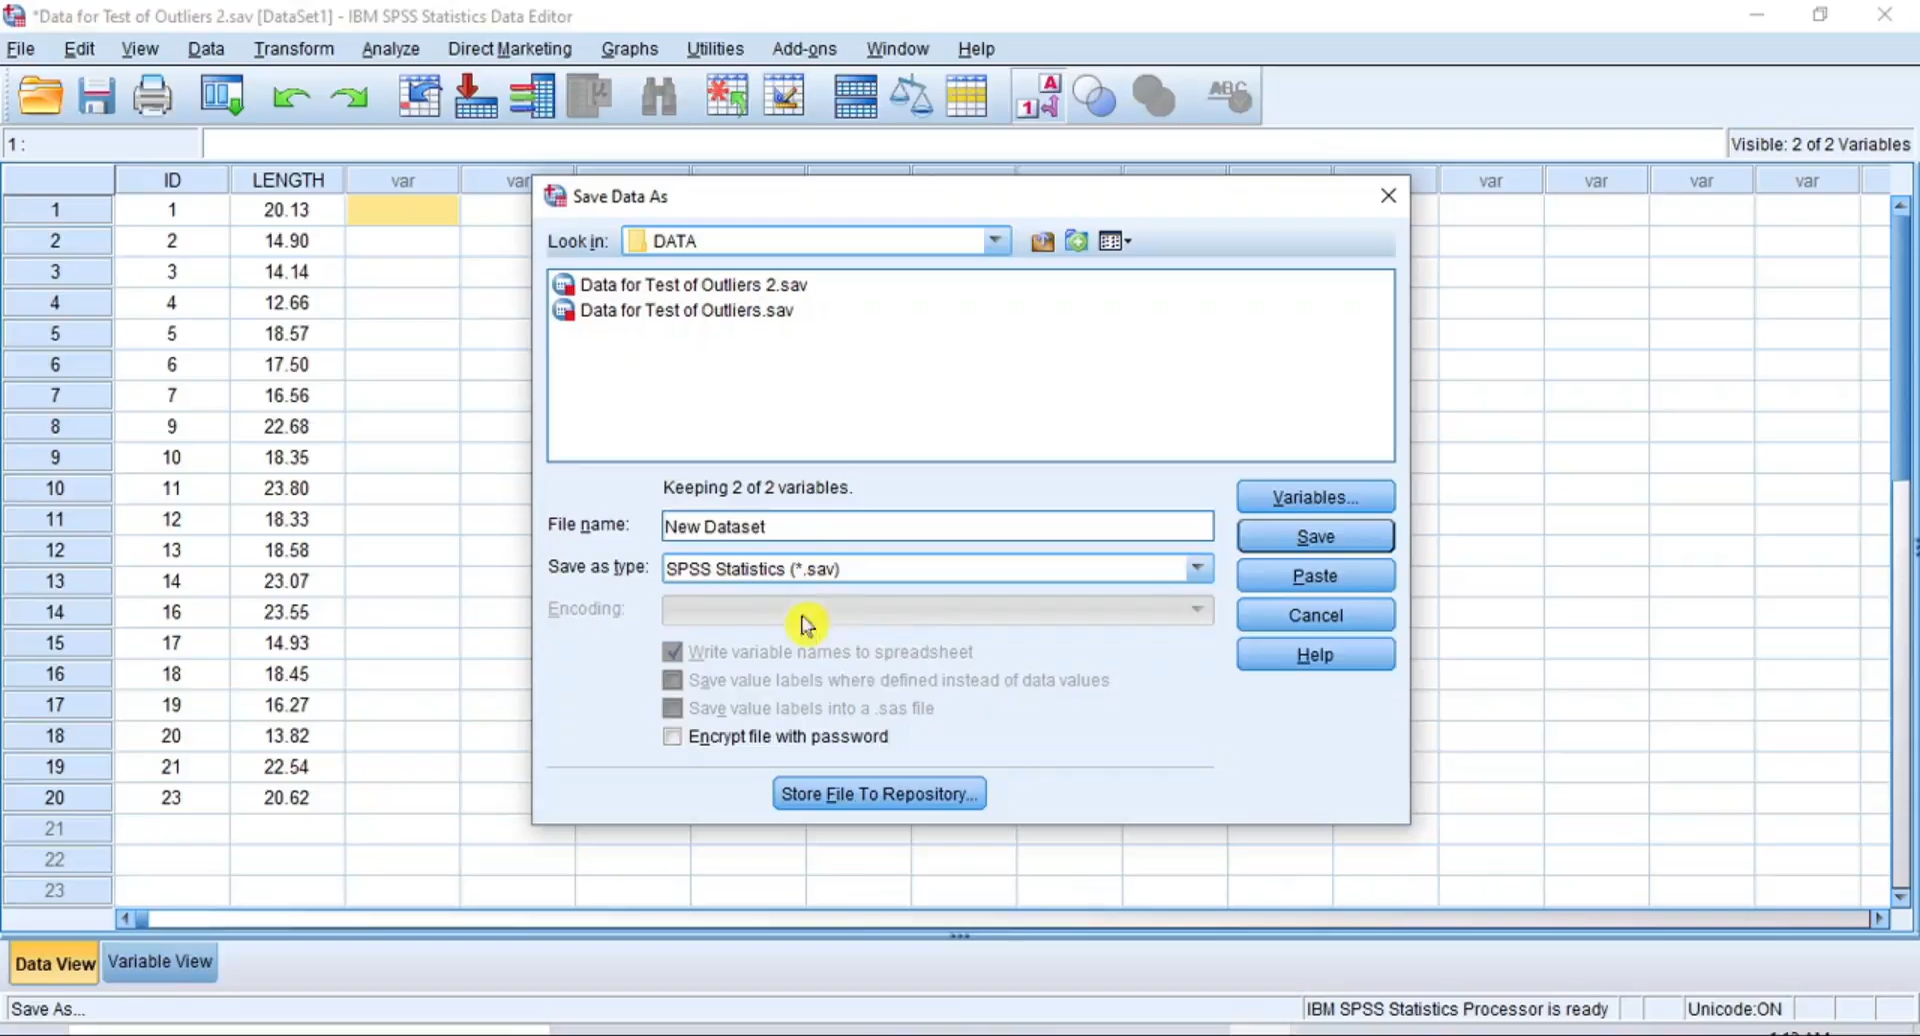 *Data for Test of Outliers 2.sav [DataSet1] - IBM SPSS Statistics Data Editor
File Edit View Data Transform Analyze Direct Marketing Graphs Utilities Add-ons Window Help
1 A ABC
1 : Visible: 2 of 2 Variables
ID LENGTH var var var var var var
1 1 20.13
2 2 14.90
3 3 14.14
4 4 12.66
5 5 18.57
6 6 17.50
7 7 16.56
8 9 22.68
9 10 18.35
10 11 23.80
11 12 18.33
12 13 18.58
13 14 23.07
14 16 23.55
15 17 14.93
16 18 18.45
17 19 16.27
18 20 13.82
19 21 22.54
20 23 20.62
21
22
23
Save Data As
Look in: DATA
Data for Test of Outliers 2.sav
Data for Test of Outliers.sav
Keeping 2 of 2 variables.
File name: New Dataset
Save as type: SPSS Statistics (*.sav)
Encoding:
Write variable names to spreadsheet
Save value labels where defined instead of data values
Save value labels into a .sas file
Encrypt file with password
Variables...
Save
Paste
Cancel
Help
Store File To Repository...
Data View Variable View
Save As... IBM SPSS Statistics Processor is ready Unicode:ON